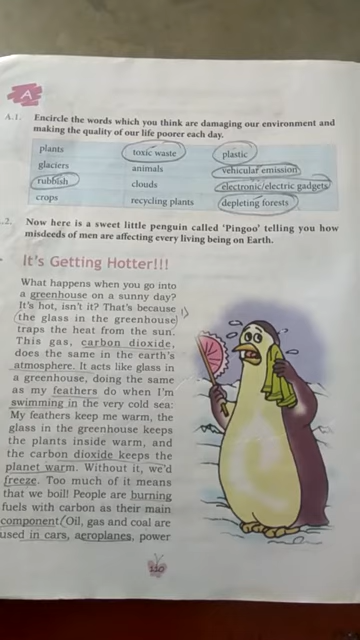 A
A.1. Encircle the words which you think are damaging our environment and
making the quality of our life poorer each day.
plants toxic waste plastic
glaciers animals vehicular emission
rubbish clouds electronic/electric gadgets
crops recycling plants depleting forests
.2. Now here is a sweet little penguin called 'Pingoo' telling you how
misdeeds of men are affecting every living being on Earth.
It's Getting Hotter!!!
What happens when you go into
a greenhouse on a sunny day?
It's hot, isn't it? That's because
(the glass in the greenhouse)
traps the heat from the sun.
This gas, carbon dioxide,
does the same in the earth's
atmosphere. It acts like glass in
a greenhouse, doing the same
as my feathers do when I'm
swimming in the very cold sea:
My feathers keep me warm, the
glass in the greenhouse keeps
the plants inside warm, and
the carbon dioxide keeps the
planet warm. Without it, we'd
freeze. Too much of it means
that we boil! People are burning
fuels with carbon as their main
component (Oil, gas and coal are
used in cars, aeroplanes, power
110